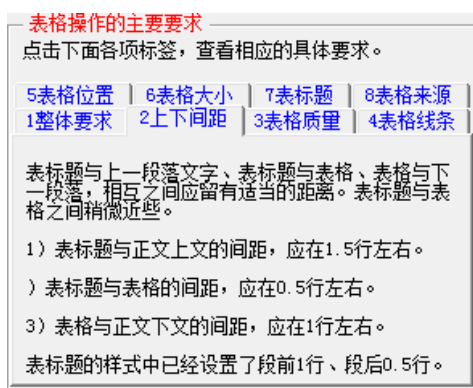 表格操作的主要要求
点击下面各项标签，查看相应的具体要求。
5表格位置 6表格大小 7表标题 8表格来源
1整体要求 2上下间距 3表格质量 4表格线条
表标题与上一段落文字、表标题与表格、表格与下
一段落，相互之间应留有适当的距离。表标题与表
格之间稍微近些。
1）表标题与正文上文的间距，应在1.5行左右。
）表标题与表格的间距，应在0.5行左右。
3）表格与正文下文的间距，应在1行左右。
表标题的样式中已经设置了段前1行、段后0.5行。